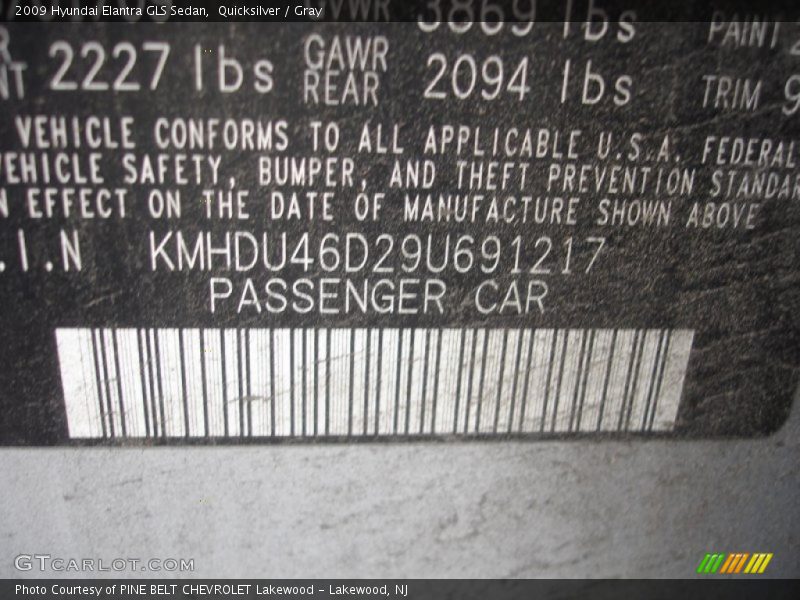 2009 Hyundai Elantra GLS Sedan, Quicksilver / Gray
3869 lbs PAINT
2227 lbs GAWR REAR 2094 lbs TRIM 9
VEHICLE CONFORMS TO ALL APPLICABLE U.S.A. FEDERAL
VEHICLE SAFETY, BUMPER, AND THEFT PREVENTION STANDAR
N EFFECT ON THE DATE OF MANUFACTURE SHOWN ABOVE
.I.N KMHDU46D29U691217
PASSENGER CAR
GTCARLOT.COM
Photo Courtesy of PINE BELT CHEVROLET Lakewood - Lakewood, NJ